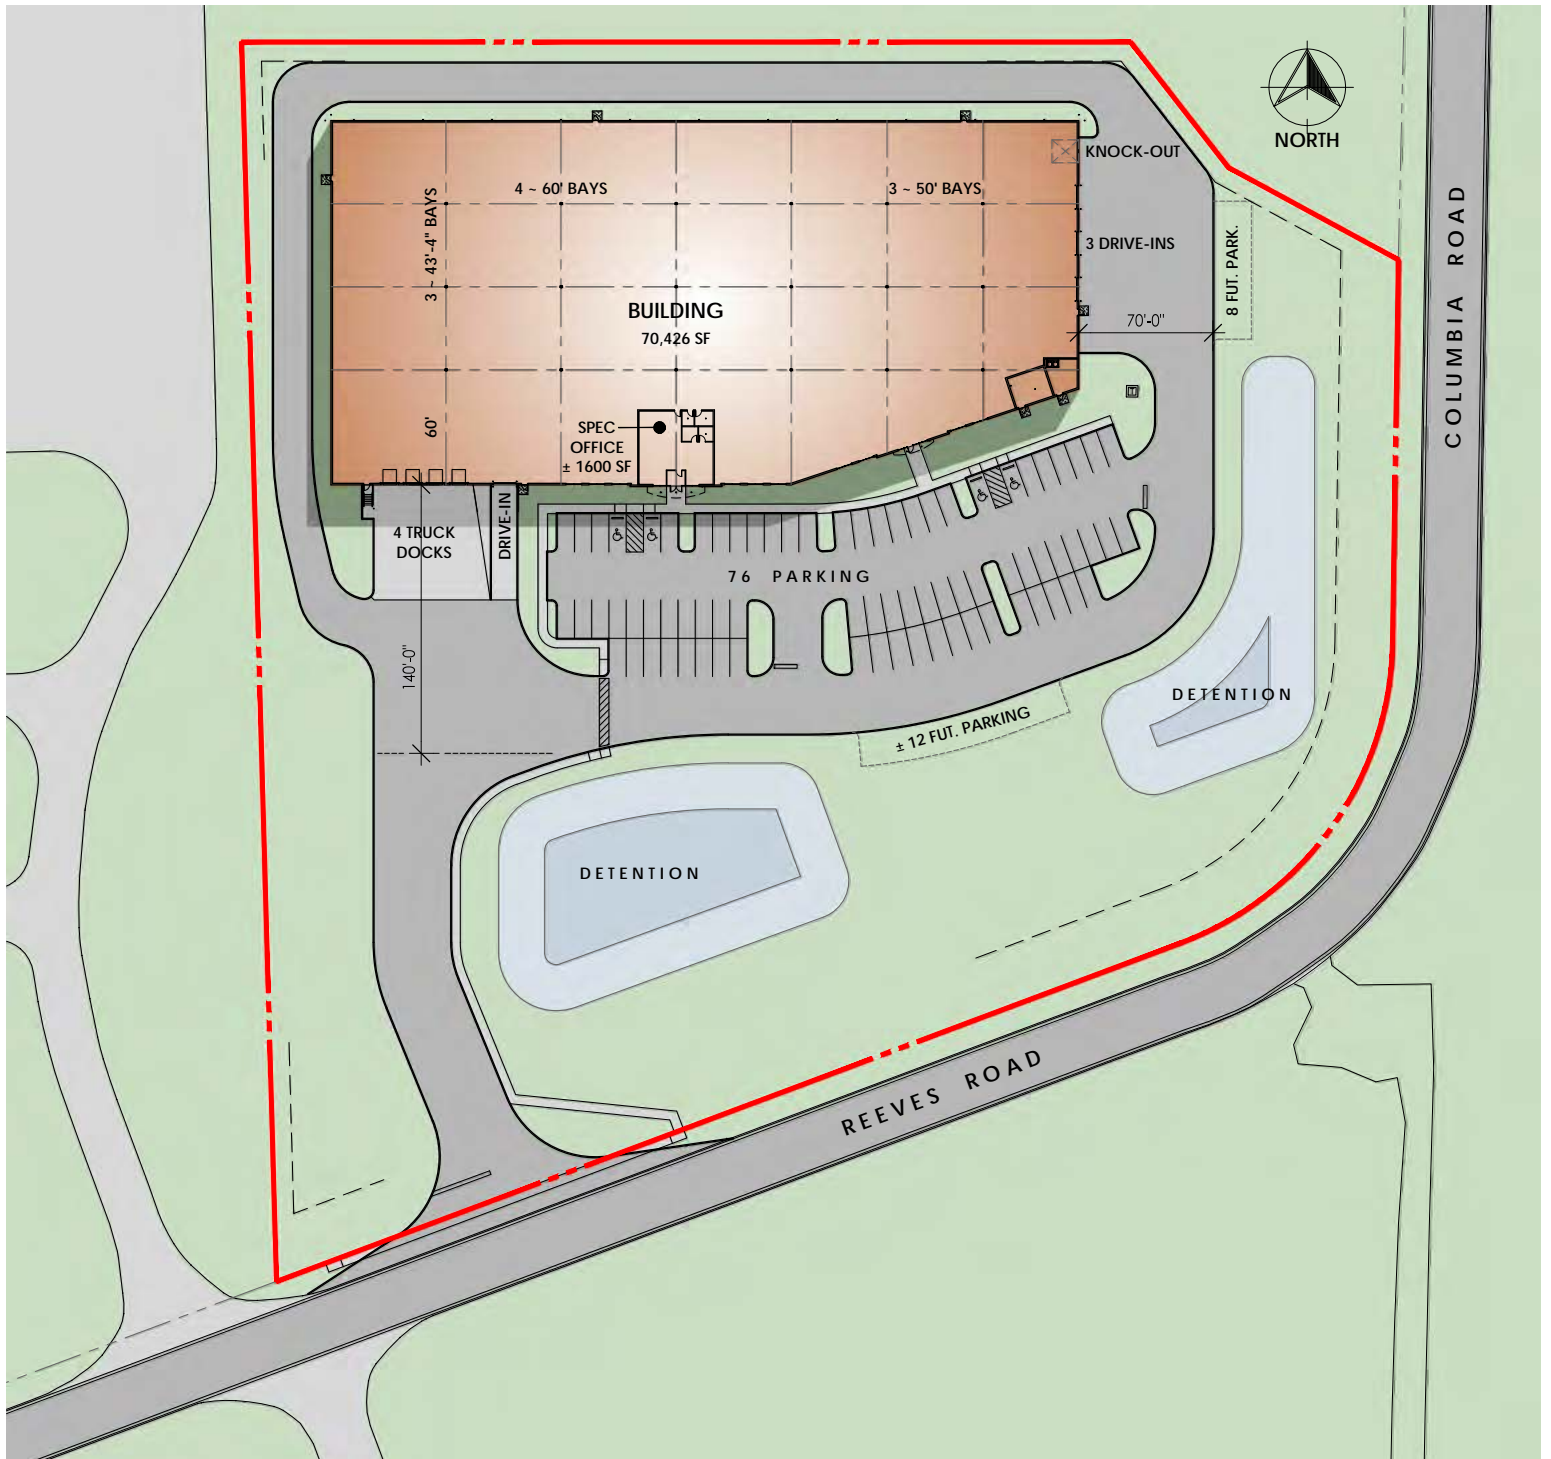 NORTH
KNOCK-OUT
4 ~ 60' BAYS
3 ~ 50' BAYS
3 ~ 43'-4" BAYS
3 DRIVE-INS
8 FUT. PARK.
COLUMBIA ROAD
BUILDING
70,426 SF
70'-0"
60'
SPEC
OFFICE
± 1600 SF
4 TRUCK
DOCKS
DRIVE-IN
76 PARKING
140'-0"
DETENTION
± 12 FUT. PARKING
DETENTION
REEVES ROAD